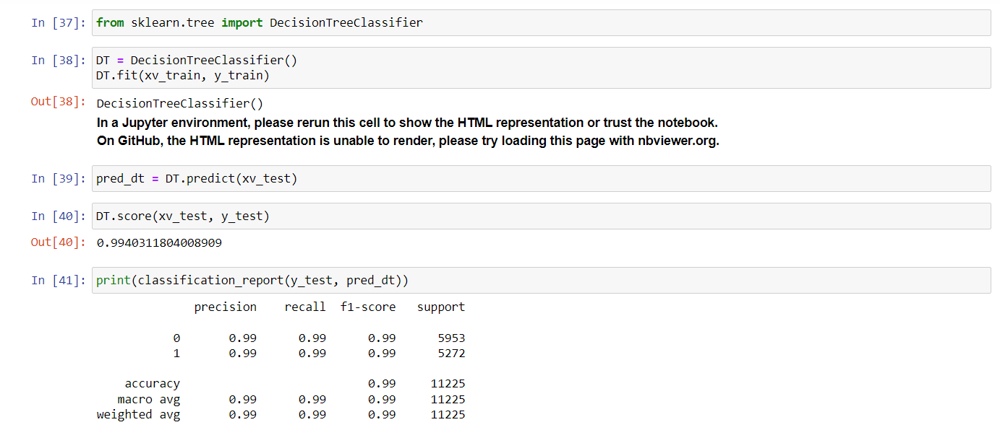 In [37]: from sklearn.tree import DecisionTreeClassifier
In [38]: DT = DecisionTreeClassifier()
DT.fit(xv_train, y_train)
Out[38]: DecisionTreeClassifier()
In a Jupyter environment, please rerun this cell to show the HTML representation or trust the notebook.
On GitHub, the HTML representation is unable to render, please try loading this page with nbviewer.org.
In [39]: pred_dt = DT.predict(xv_test)
In [40]: DT.score(xv_test, y_test)
Out[40]: 0.9940311804008909
In [41]: print(classification_report(y_test, pred_dt))
precision recall f1-score support
0 0.99 0.99 0.99 5953
1 0.99 0.99 0.99 5272
accuracy 0.99 11225
macro avg 0.99 0.99 0.99 11225
weighted avg 0.99 0.99 0.99 11225